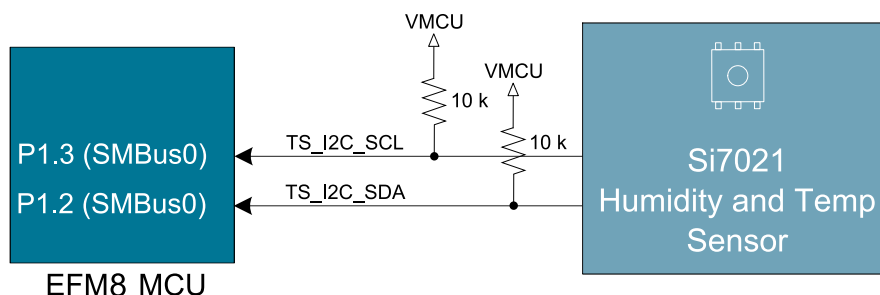 VMCU
VMCU
10 k
10 k
P1.3 (SMBus0)
TS_I2C_SCL
P1.2 (SMBus0)
TS_I2C_SDA
Si7021
Humidity and Temp
Sensor
EFM8 MCU